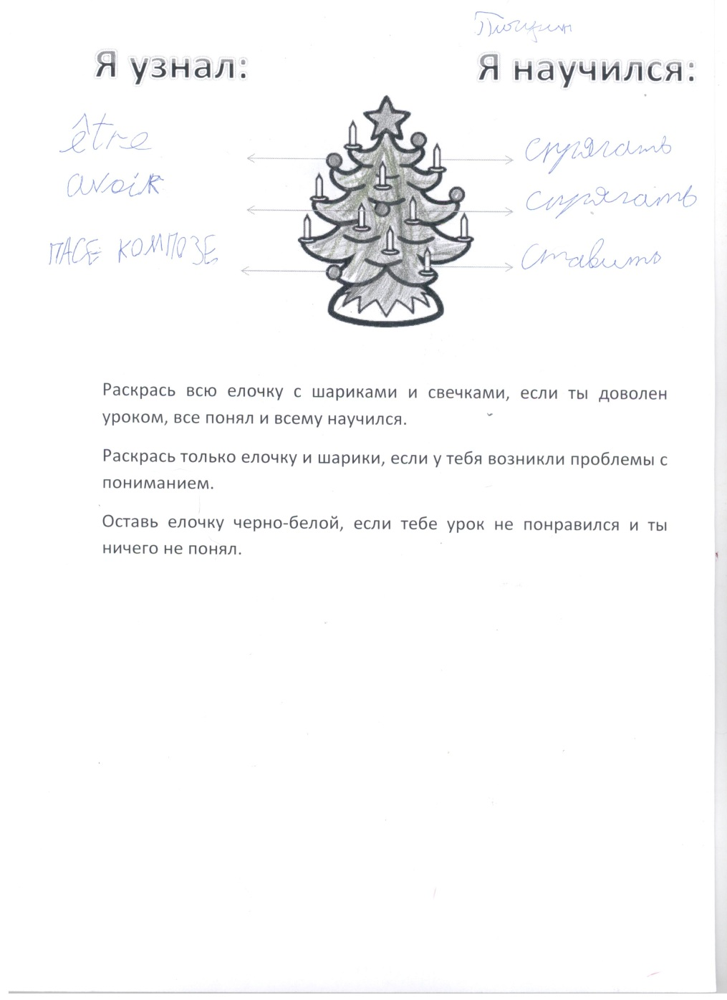 Я узнал:
Я научился:
être
спрягать
avoir
спрягать
ПАСЕ КОМПОЗЕ
ставить
Раскрась всю елочку с шариками и свечками, если ты доволен
уроком, все понял и всему научился.
Раскрась только елочку и шарики, если у тебя возникли проблемы с
пониманием.
Оставь елочку черно-белой, если тебе урок не понравился и ты
ничего не понял.